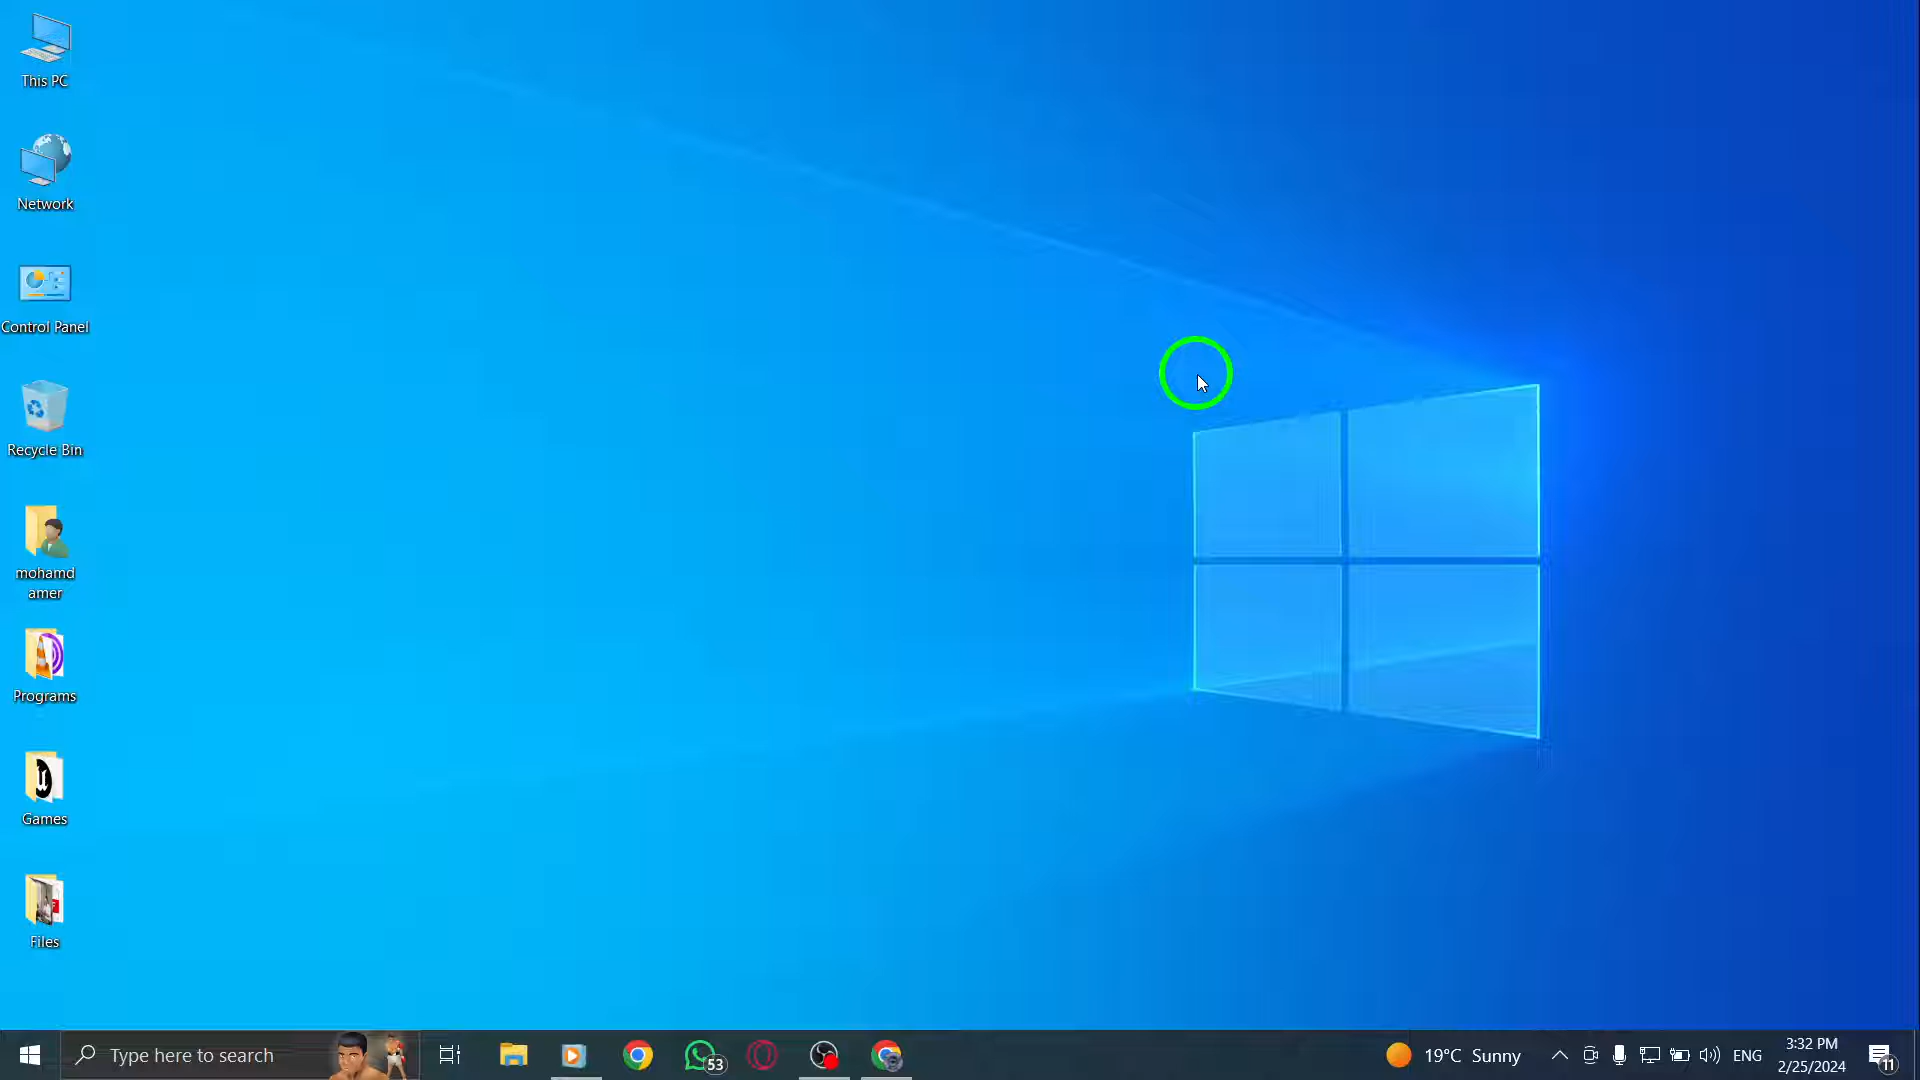 This PC
Network
Control Panel
Recycle Bin
mohamd
amer
Programs
Games
Files
Type here to search
53
19°C Sunny
ENG
3:32 PM
2/25/2024
11